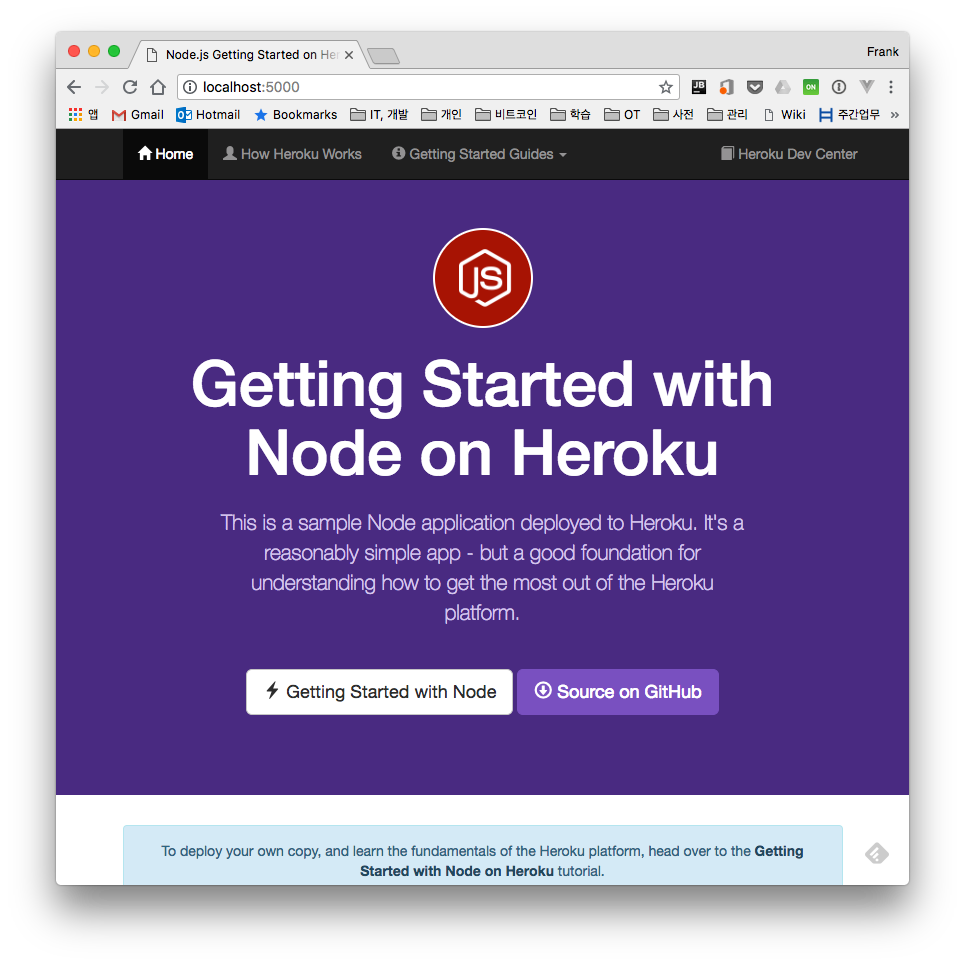 Node.js Getting Started on Her
Frank
localhost:5000
JB
ON
앱 Gmail Hotmail Bookmarks IT, 개발 개인 비트코인 학습 OT 사전 관리 Wiki 주간업무 »
Home How Heroku Works Getting Started Guides Heroku Dev Center
JS
Getting Started with
Node on Heroku
This is a sample Node application deployed to Heroku. It's a
reasonably simple app - but a good foundation for
understanding how to get the most out of the Heroku
platform.
Getting Started with Node Source on GitHub
To deploy your own copy, and learn the fundamentals of the Heroku platform, head over to the Getting
Started with Node on Heroku tutorial.